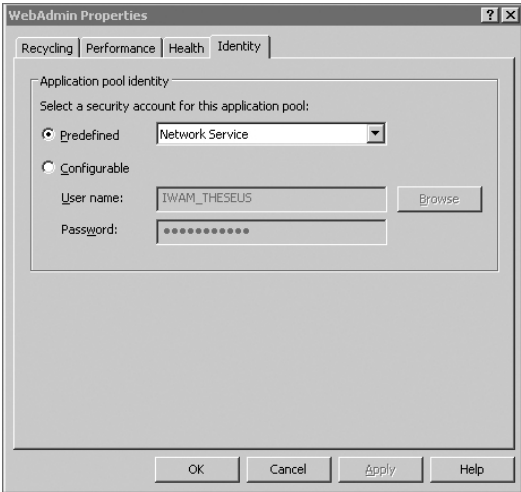 WebAdmin Properties
Recycling Performance Health Identity
Application pool identity
Select a security account for this application pool:
Predefined Network Service
Configurable
User name: IWAM_THESEUS Browse
Password: ●●●●●●●●●●●
OK Cancel Apply Help